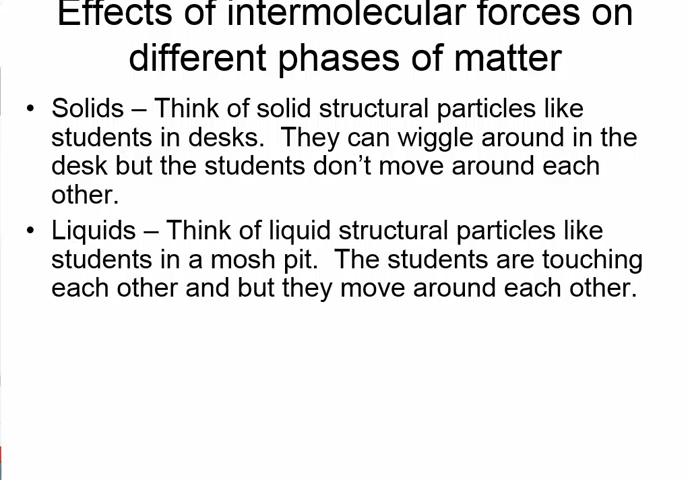 Effects of intermolecular forces on
different phases of matter
• Solids – Think of solid structural particles like
students in desks.  They can wiggle around in the
desk but the students don't move around each
other.
• Liquids – Think of liquid structural particles like
students in a mosh pit.  The students are touching
each other and but they move around each other.